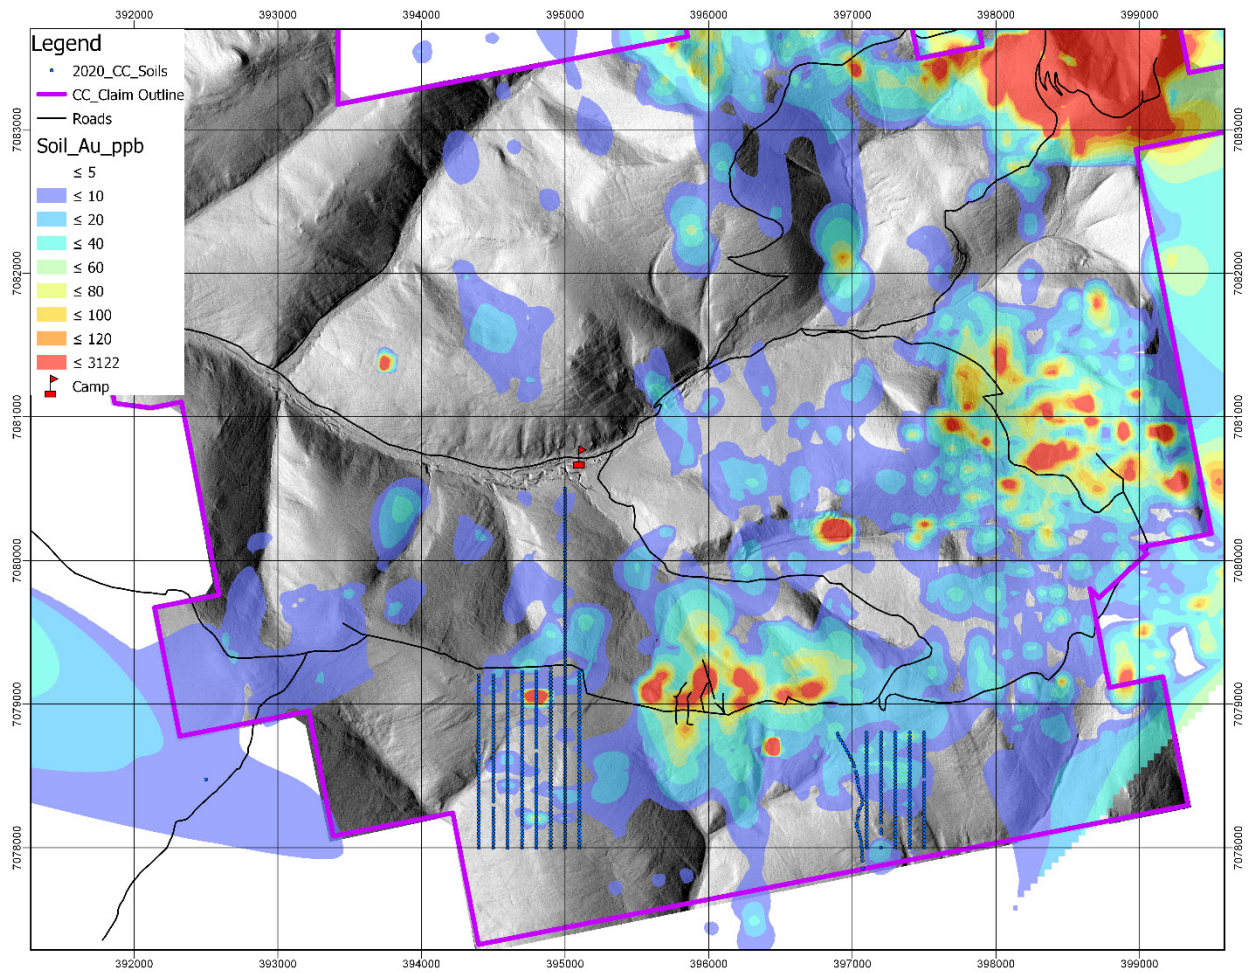 392000 393000 394000 395000 396000 397000 398000 399000
Legend
2020_CC_Soils
CC_Claim Outline
Roads
Soil_Au_ppb
≤ 5
≤ 10
≤ 20
≤ 40
≤ 60
≤ 80
≤ 100
≤ 120
≤ 3122
Camp
7083000 7083000
7082000 7082000
7081000 7081000
7080000 7080000
7079000 7079000
7078000 7078000
392000 393000 394000 395000 396000 397000 398000 399000